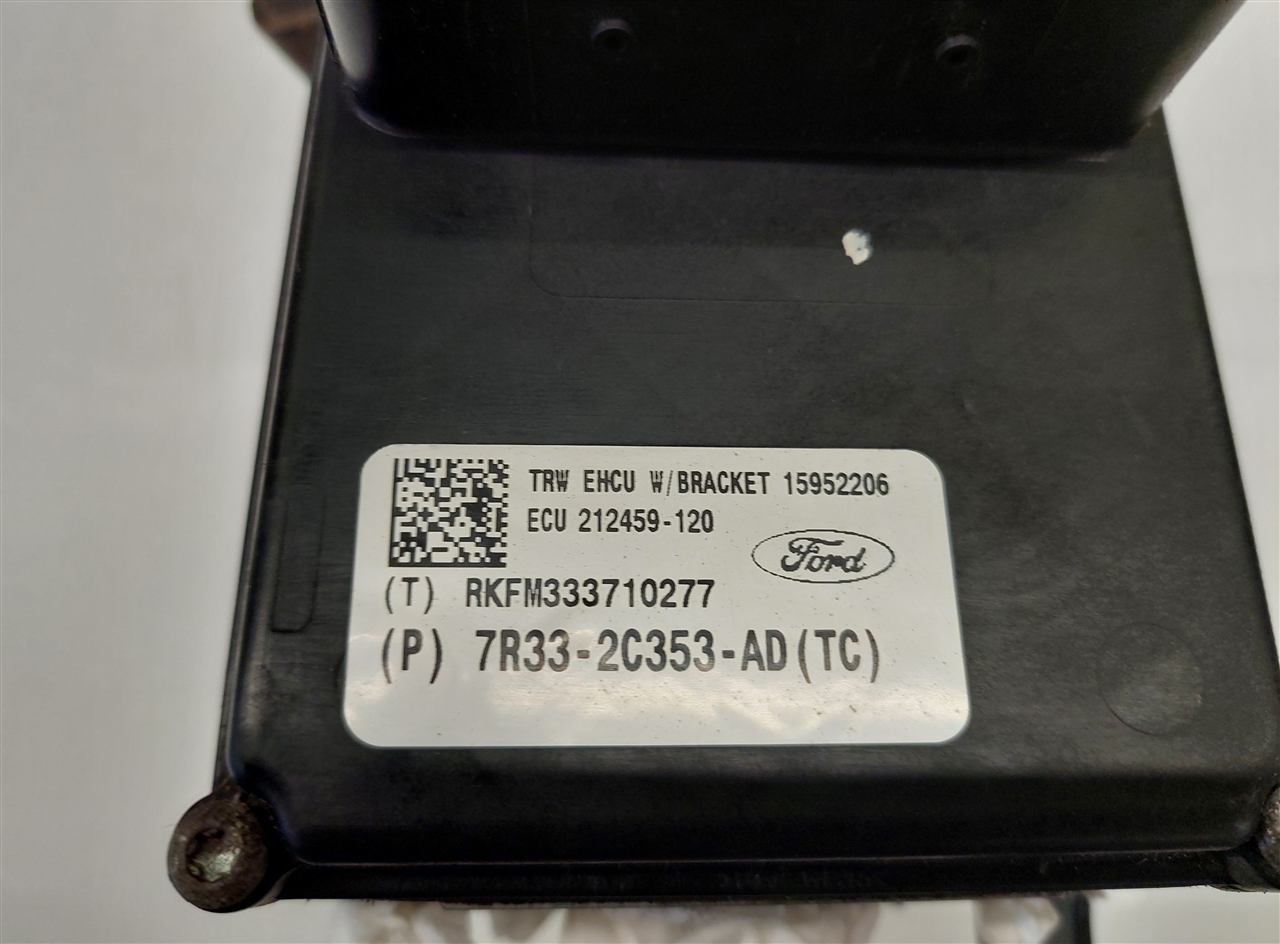 TRW EHCU W/BRACKET 15952206
ECU 212459-120
Ford
(T) RKFM333710277
(P) 7R33-2C353-AD(TC)